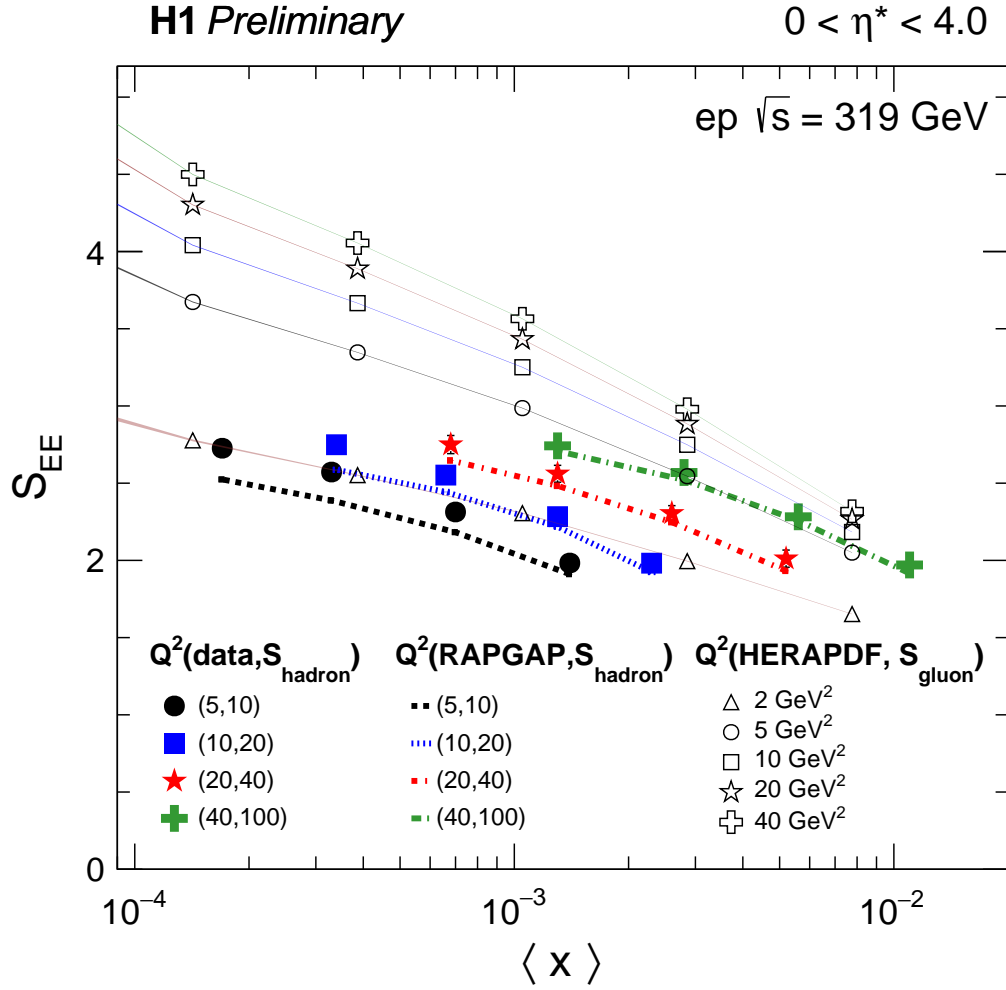 H1 Preliminary
0 < η* < 4.0
ep √s = 319 GeV
S_EE
4
2
0
Q²(data,S_hadron)
(5,10)
(10,20)
(20,40)
(40,100)
Q²(RAPGAP,S_hadron)
(5,10)
(10,20)
(20,40)
(40,100)
Q²(HERAPDF, S_gluon)
2 GeV²
5 GeV²
10 GeV²
20 GeV²
40 GeV²
10⁻⁴
10⁻³
10⁻²
⟨ x ⟩